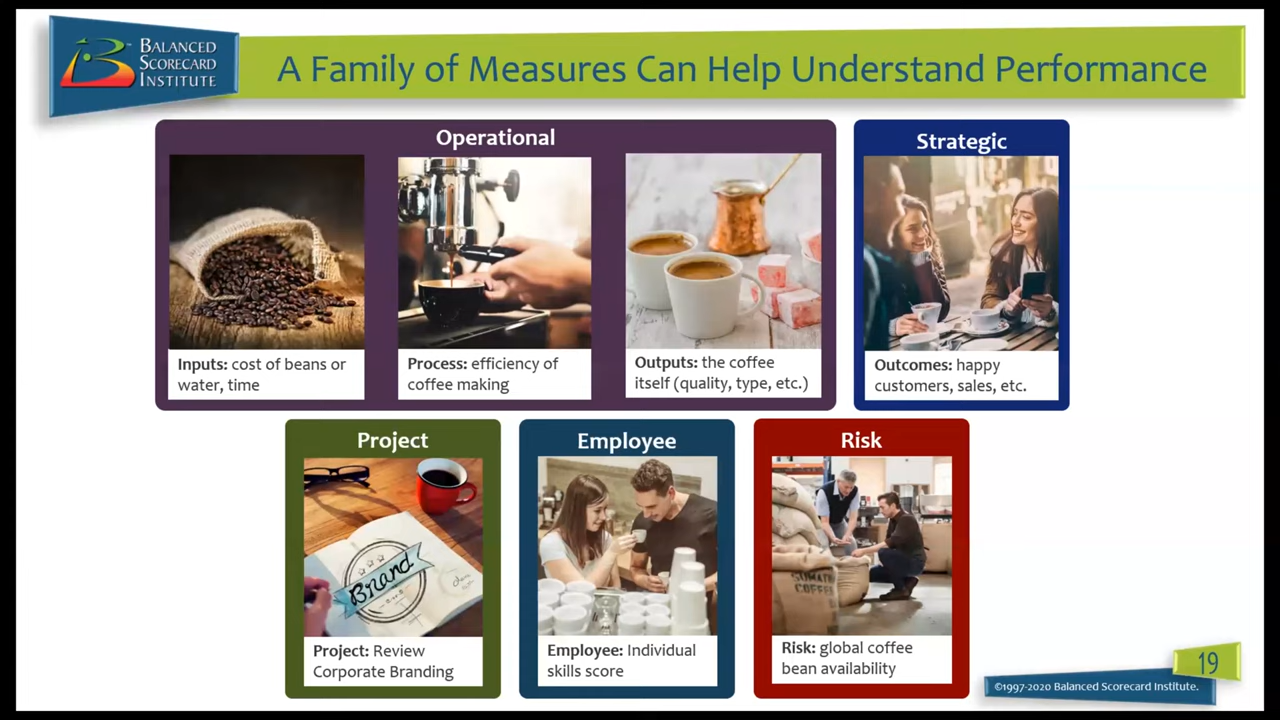 BALANCED
SCORECARD
INSTITUTE
A Family of Measures Can Help Understand Performance
Operational
Inputs: cost of beans or
water, time
Process: efficiency of
coffee making
Outputs: the coffee
itself (quality, type, etc.)
Strategic
Outcomes: happy
customers, sales, etc.
Project
Brand
Project: Review
Corporate Branding
Employee
Employee: Individual
skills score
Risk
SUMATRA
COFFEE
Risk: global coffee
bean availability
19
©1997-2020 Balanced Scorecard Institute.